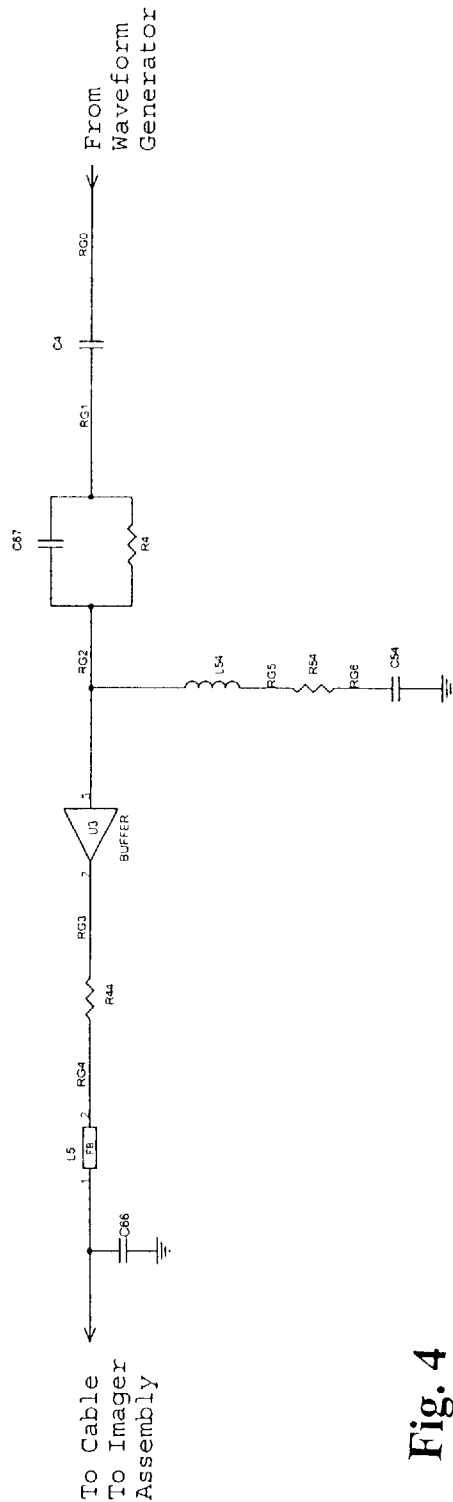 From
Waveform
Generator
RG0
C4
RG1
C67
R4
RG2
L54
RG5
R54
RG6
C54
3
U3
BUFFER
2
RG3
R44
RG4
2
L5
FB
1
C66
To Cable
To Imager
Assembly
Fig. 4